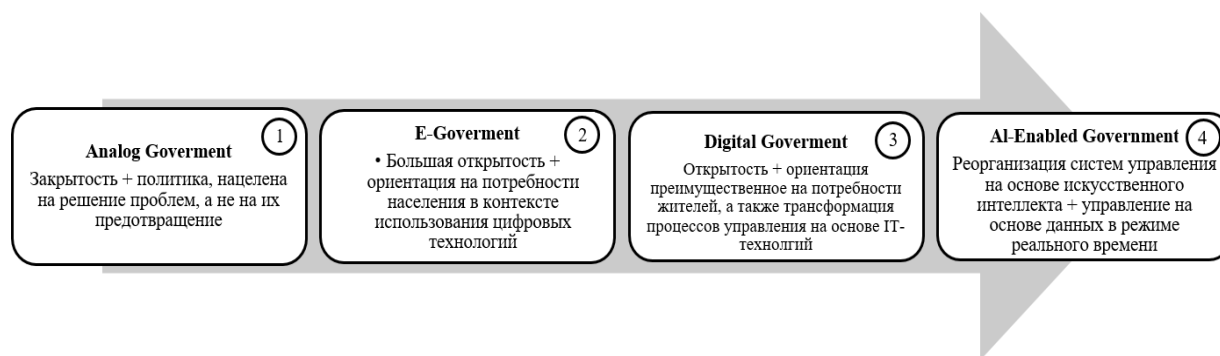 1
Analog Goverment
Закрытость + политика, нацелена
на решение проблем, а не на их
предотвращение
2
E-Goverment
• Большая открытость +
ориентация на потребности
населения в контексте
использования цифровых
технологий
3
Digital Goverment
Открытость + ориентация
преимущественное на потребности
жителей, а также трансформация
процессов управления на основе IT-
технолгий
4
AI-Enabled Government
Реорганизация систем управления
на основе искусственного
интеллекта + управление на
основе данных в режиме
реального времени